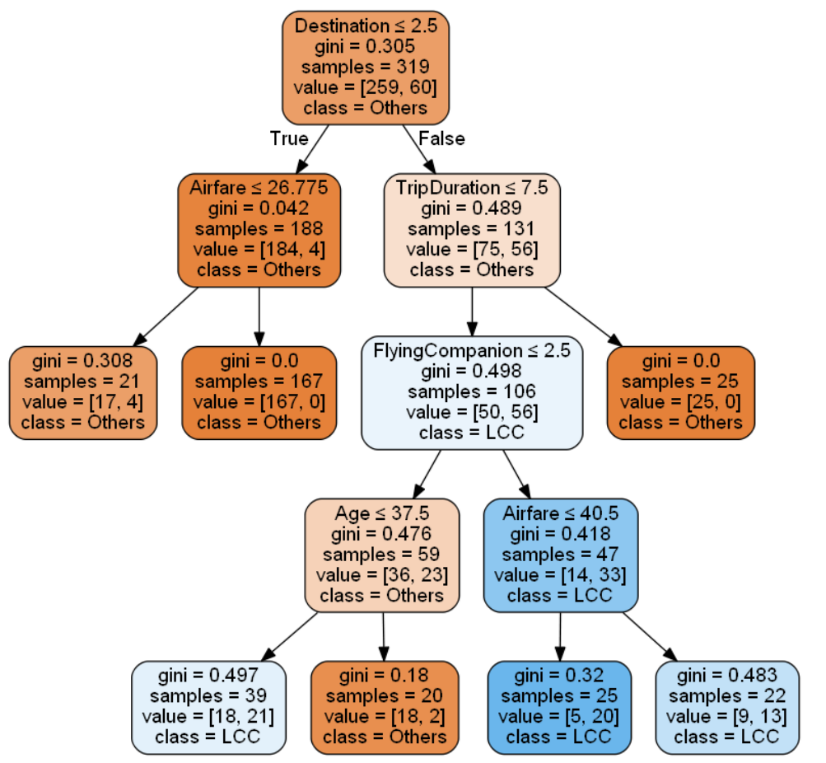 Destination ≤ 2.5
gini = 0.305
samples = 319
value = [259, 60]
class = Others
True
False
Airfare ≤ 26.775
gini = 0.042
samples = 188
value = [184, 4]
class = Others
TripDuration ≤ 7.5
gini = 0.489
samples = 131
value = [75, 56]
class = Others
gini = 0.308
samples = 21
value = [17, 4]
class = Others
gini = 0.0
samples = 167
value = [167, 0]
class = Others
FlyingCompanion ≤ 2.5
gini = 0.498
samples = 106
value = [50, 56]
class = LCC
gini = 0.0
samples = 25
value = [25, 0]
class = Others
Age ≤ 37.5
gini = 0.476
samples = 59
value = [36, 23]
class = Others
Airfare ≤ 40.5
gini = 0.418
samples = 47
value = [14, 33]
class = LCC
gini = 0.497
samples = 39
value = [18, 21]
class = LCC
gini = 0.18
samples = 20
value = [18, 2]
class = Others
gini = 0.32
samples = 25
value = [5, 20]
class = LCC
gini = 0.483
samples = 22
value = [9, 13]
class = LCC